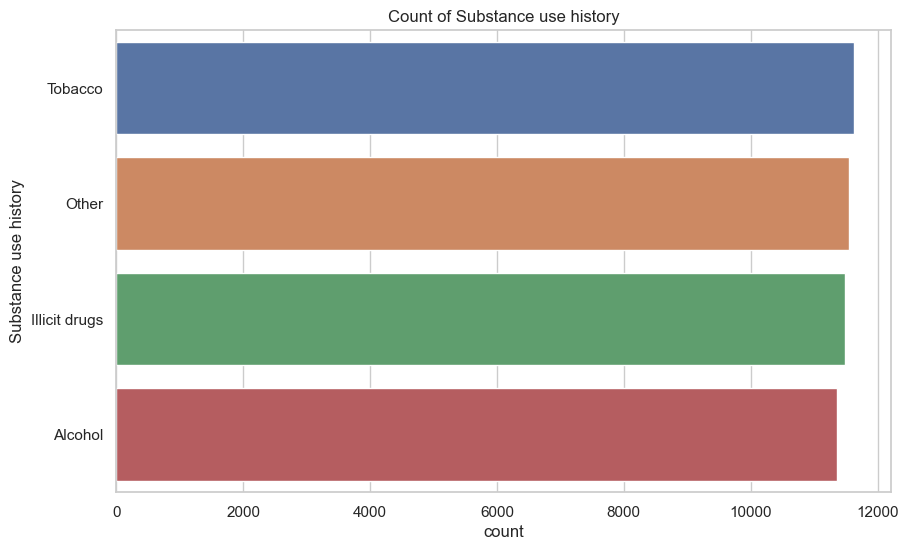 Count of Substance use history
Substance use history
Tobacco
Other
Illicit drugs
Alcohol
0 2000 4000 6000 8000 10000 12000
count